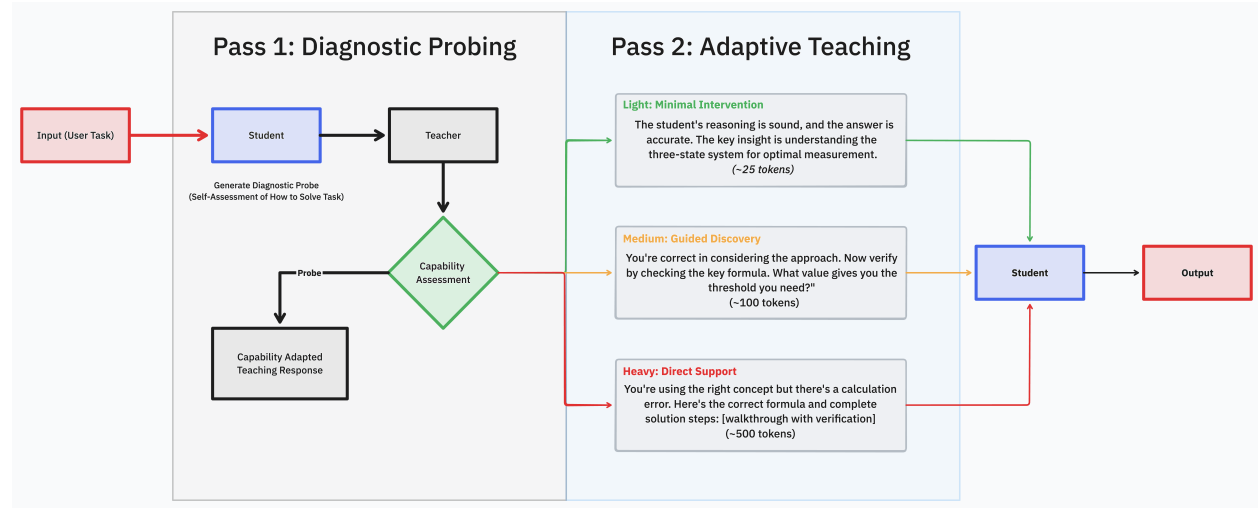 Pass 1: Diagnostic Probing
Pass 2: Adaptive Teaching
Input (User Task)
Student
Teacher
Generate Diagnostic Probe
(Self-Assessment of How to Solve Task)
Capability
Assessment
Probe
Capability Adapted
Teaching Response
Light: Minimal Intervention
The student's reasoning is sound, and the answer is
accurate. The key insight is understanding the
three-state system for optimal measurement.
(~25 tokens)
Medium: Guided Discovery
You're correct in considering the approach. Now verify
by checking the key formula. What value gives you the
threshold you need?"
(~100 tokens)
Heavy: Direct Support
You're using the right concept but there's a calculation
error. Here's the correct formula and complete
solution steps: [walkthrough with verification]
(~500 tokens)
Student
Output